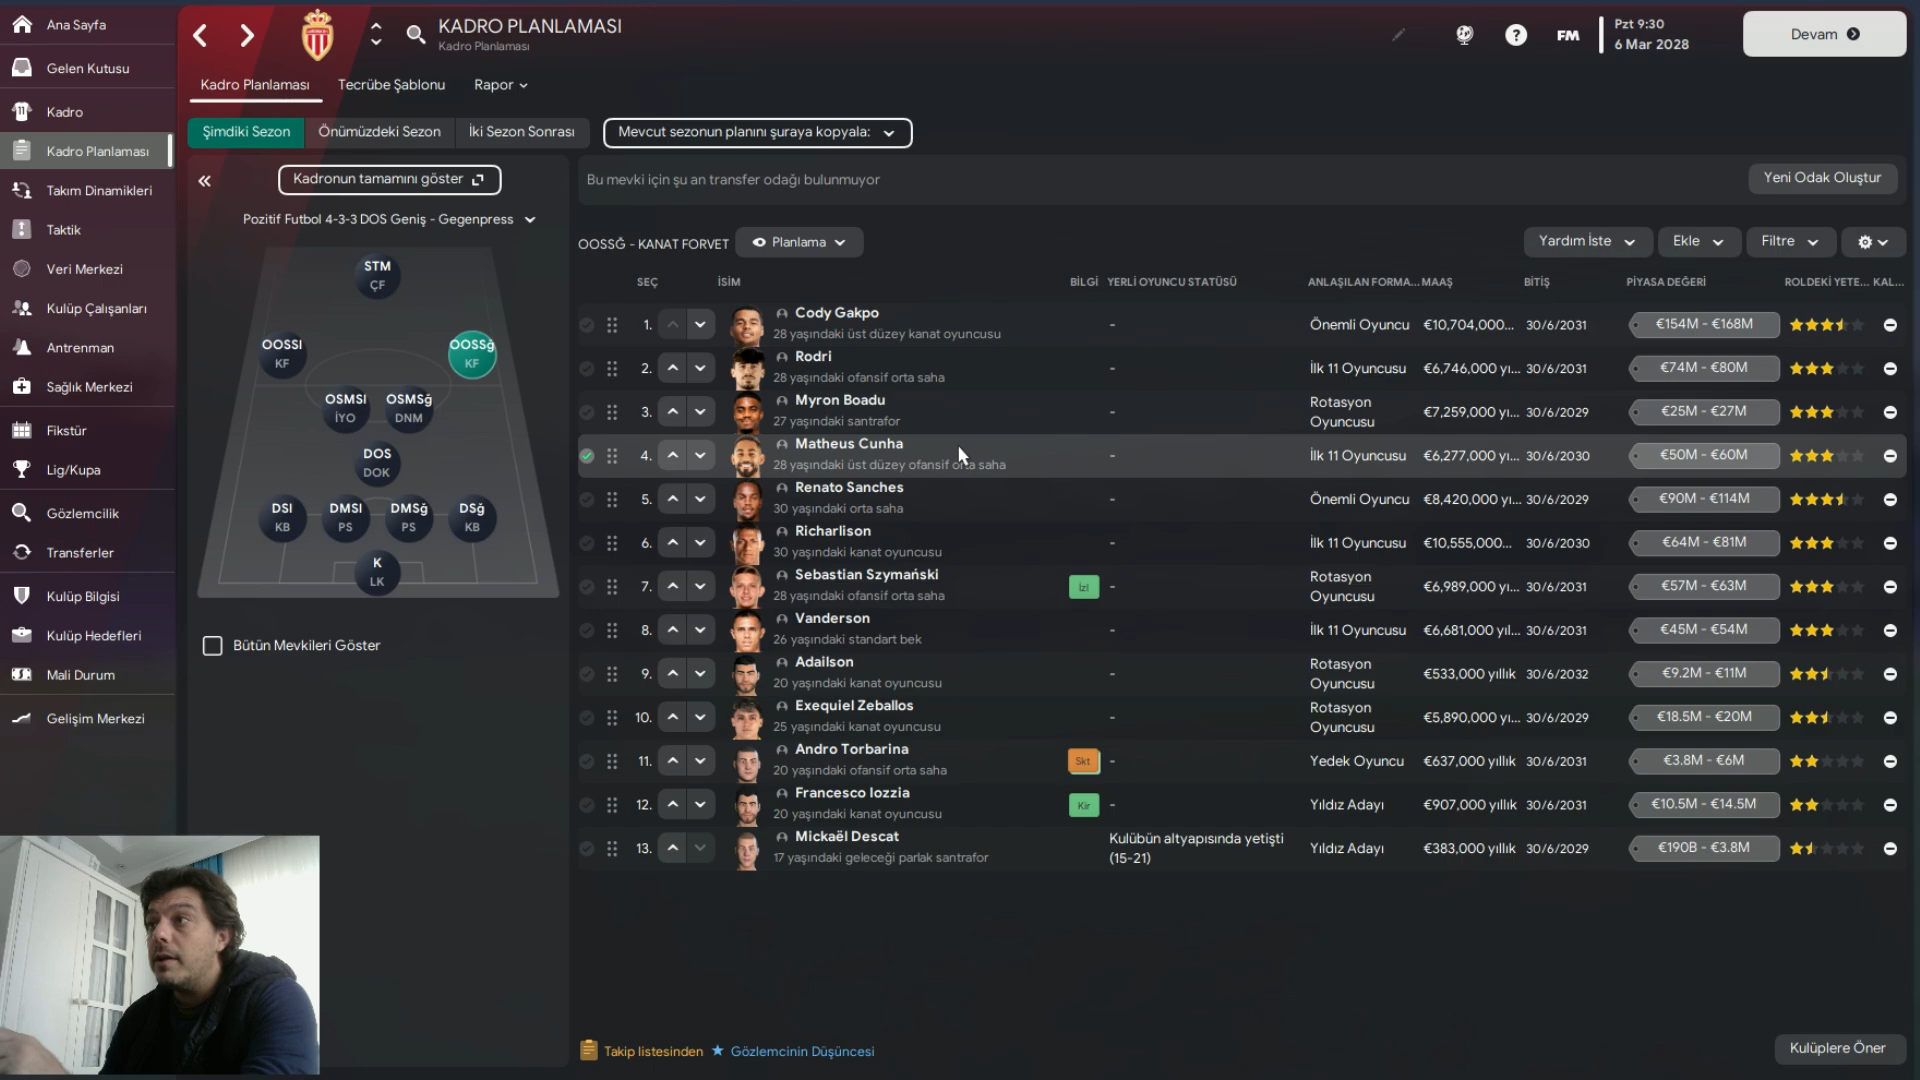 Ana Sayfa
Gelen Kutusu
Kadro
Kadro Planlaması
Takım Dinamikleri
Taktik
Veri Merkezi
Kulüp Çalışanları
Antrenman
Sağlık Merkezi
Fikstür
Lig/Kupa
Gözlemcilik
Transferler
Kulüp Bilgisi
Kulüp Hedefleri
Mali Durum
Gelişim Merkezi
KADRO PLANLAMASI
Kadro Planlaması
FM
Pzt 9:30
6 Mar 2028
Devam
Kadro Planlaması Tecrübe Şablonu Rapor
Şimdiki Sezon Önümüzdeki Sezon İki Sezon Sonrası Mevcut sezonun planını şuraya kopyala:
Kadronun tamamını göster
Pozitif Futbol 4-3-3 DOS Geniş - Gegenpress
STM
ÇF
OOSSl
KF
OOSSğ
KF
OSMSl
İYO
OSMSğ
DNM
DOS
DOK
DSl
KB
DMSl
PS
DMSğ
PS
DSğ
KB
K
LK
Bütün Mevkileri Göster
Bu mevki için şu an transfer odağı bulunmuyor
Yeni Odak Oluştur
OOSSĞ - KANAT FORVET Planlama Yardım İste Ekle Filtre
SEÇ İSİM BİLGİ YERLİ OYUNCU STATÜSÜ ANLAŞILAN FORMA... MAAŞ BİTİŞ PİYASA DEĞERİ ROLDEKİ YETE... KAL...
1. Cody Gakpo - Önemli Oyuncu €10,704,000... 30/6/2031 €154M - €168M
28 yaşındaki üst düzey kanat oyuncusu
2. Rodri - İlk 11 Oyuncusu €6,746,000 yı... 30/6/2031 €74M - €80M
28 yaşındaki ofansif orta saha
3. Myron Boadu - Rotasyon Oyuncusu €7,259,000 yı... 30/6/2029 €25M - €27M
27 yaşındaki santrafor
4. Matheus Cunha - İlk 11 Oyuncusu €6,277,000 yı... 30/6/2030 €50M - €60M
28 yaşındaki üst düzey ofansif orta saha
5. Renato Sanches - Önemli Oyuncu €8,420,000 yı... 30/6/2029 €90M - €114M
30 yaşındaki orta saha
6. Richarlison - İlk 11 Oyuncusu €10,555,000... 30/6/2030 €64M - €81M
30 yaşındaki kanat oyuncusu
7. Sebastian Szymański İzl - Rotasyon Oyuncusu €6,989,000 yı... 30/6/2031 €57M - €63M
28 yaşındaki ofansif orta saha
8. Vanderson - İlk 11 Oyuncusu €6,681,000 yıl... 30/6/2031 €45M - €54M
26 yaşındaki standart bek
9. Adailson - Rotasyon Oyuncusu €533,000 yıllık 30/6/2032 €9.2M - €11M
20 yaşındaki kanat oyuncusu
10. Exequiel Zeballos - Rotasyon Oyuncusu €5,890,000 yı... 30/6/2029 €18.5M - €20M
25 yaşındaki kanat oyuncusu
11. Andro Torbarina Skt - Yedek Oyuncu €637,000 yıllık 30/6/2031 €3.8M - €6M
20 yaşındaki ofansif orta saha
12. Francesco Iozzia Kir - Yıldız Adayı €907,000 yıllık 30/6/2031 €10.5M - €14.5M
20 yaşındaki kanat oyuncusu
13. Mickaël Descat Kulübün altyapısında yetişti (15-21) Yıldız Adayı €383,000 yıllık 30/6/2029 €190B - €3.8M
17 yaşındaki geleceği parlak santrafor
Takip listesinden Gözlemcinin Düşüncesi
Kulüplere Öner